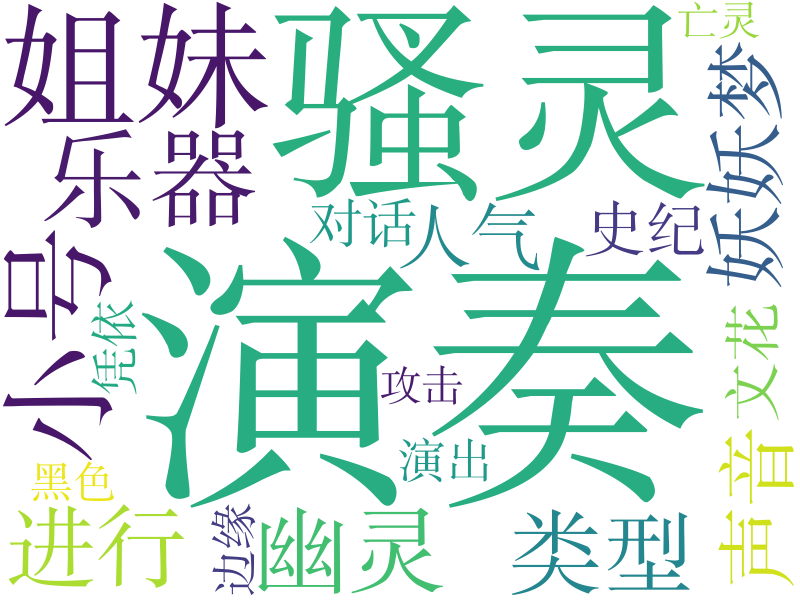 姐妹
骚灵
亡灵
乐器
妖妖梦
对话
人气
史纪
小号
演奏
凭依
文花
攻击
声音
演出
黑色
进行
边缘
幽灵
类型